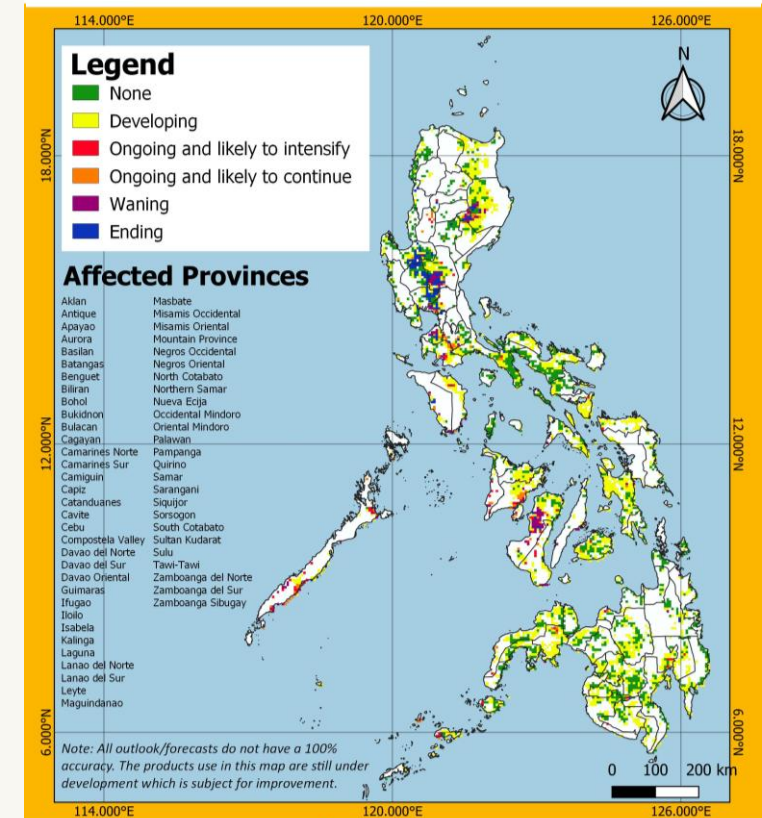 114.000°E 120.000°E 126.000°E
N
Legend
None
Developing
Ongoing and likely to intensify
Ongoing and likely to continue
Waning
Ending
18.000°N 18.000°N
Affected Provinces
Aklan Masbate
Antique Misamis Occidental
Apayao Misamis Oriental
Aurora Mountain Province
Basilan Negros Occidental
Batangas Negros Oriental
Benguet North Cotabato
Biliran Northern Samar
Bohol Nueva Ecija
Bukidnon Occidental Mindoro
Bulacan Oriental Mindoro
Cagayan Palawan
Camarines Norte Pampanga
Camarines Sur Quirino
Camiguin Samar
Capiz Sarangani
Catanduanes Siquijor
Cavite Sorsogon
Cebu South Cotabato
Compostela Valley Sultan Kudarat
Davao del Norte Sulu
Davao del Sur Tawi-Tawi
Davao Oriental Zamboanga del Norte
Guimaras Zamboanga del Sur
Ifugao Zamboanga Sibugay
Iloilo
Isabela
Kalinga
Laguna
Lanao del Norte
Lanao del Sur
Leyte
Maguindanao
12.000°N 12.000°N
6.000°N 6.000°N
Note: All outlook/forecasts do not have a 100%
accuracy. The products use in this map are still under
development which is subject for improvement.
0 100 200 km
114.000°E 120.000°E 126.000°E